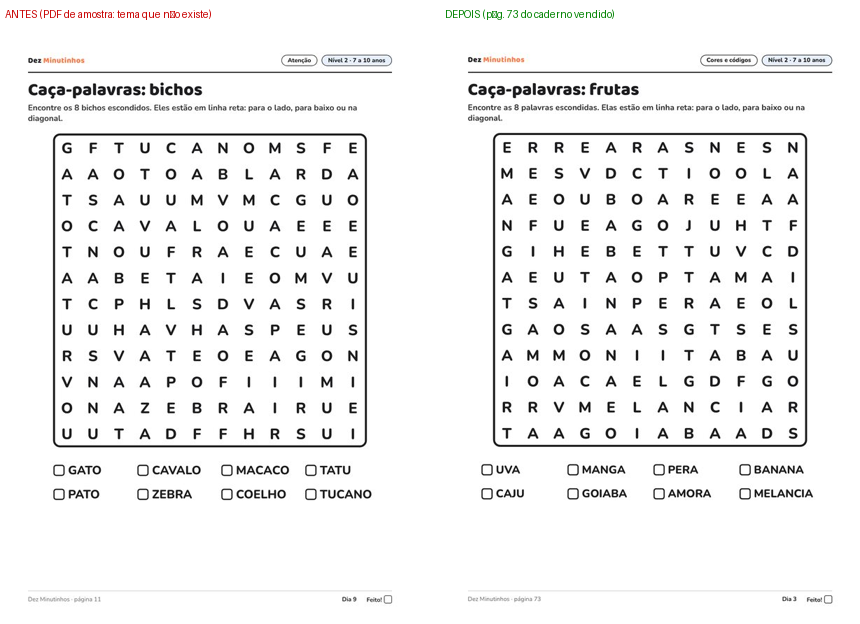 ANTES (PDF de amostra: tema que n▯o existe)
Dez Minutinhos
Atenção
Nível 2 · 7 a 10 anos
Caça-palavras: bichos
Encontre os 8 bichos escondidos. Eles estão em linha reta: para o lado, para baixo ou na
diagonal.
G F T U C A N O M S F E
A A O T O A B L A R D A
T S A U U M V M C G U O
O C A V A L O U A E E E
T N O U F R A E C U A E
A A B E T A I E O M V U
T C P H L S D V A S R I
U U H A V H A S P E U S
R S V A T E O E A G O N
V N A A P O F I I I M I
O N A Z E B R A I R U E
U U T A D F F H R S U I
GATO CAVALO MACACO TATU
PATO ZEBRA COELHO TUCANO
Dez Minutinhos · página 11
Dia 9 Feito!
DEPOIS (p▯g. 73 do caderno vendido)
Dez Minutinhos
Cores e códigos
Nível 2 · 7 a 10 anos
Caça-palavras: frutas
Encontre as 8 palavras escondidas. Elas estão em linha reta: para o lado, para baixo ou na
diagonal.
E R R E A R A S N E S N
M E S V D C T I O O L A
A E O U B O A R E E A A
N F U E A G O J U H T F
G I H E B E T T U V C D
A E U T A O P T A M A I
T S A I N P E R A E O L
G A O S A A S G T S E S
A M M O N I I T A B A U
I O A C A E L G D F G O
R R V M E L A N C I A R
T A A G O I A B A A D S
UVA MANGA PERA BANANA
CAJU GOIABA AMORA MELANCIA
Dez Minutinhos · página 73
Dia 3 Feito!